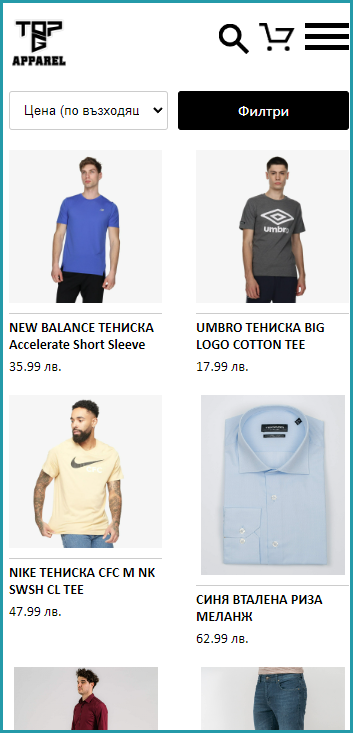 TOP
G
APPAREL
Цена (по възходящ
Филтри
umbro
NEW BALANCE ТЕНИСКА
Accelerate Short Sleeve
35.99 лв.
UMBRO ТЕНИСКА BIG
LOGO COTTON TEE
17.99 лв.
NIKE ТЕНИСКА CFC M NK
SWSH CL TEE
47.99 лв.
СИНЯ ВТАЛЕНА РИЗА
МЕЛАНЖ
62.99 лв.